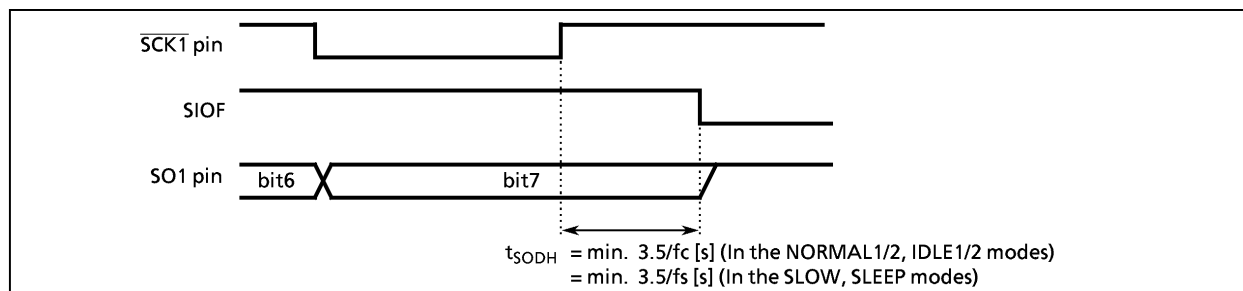 SCK1 pin
SIOF
SO1 pin
bit6
bit7
tSODH = min. 3.5/fc [s] (In the NORMAL1/2, IDLE1/2 modes)
= min. 3.5/fs [s] (In the SLOW, SLEEP modes)